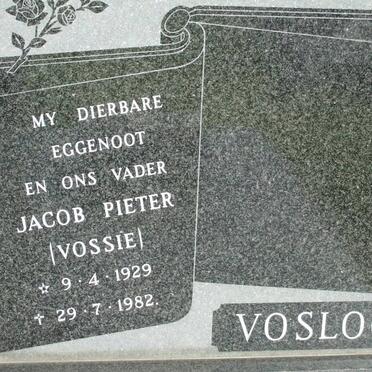 MY DIERBARE
EGGENOOT
EN ONS VADER
JACOB PIETER
|VOSSIE|
☆ 9·4·1929
✝ 29·7·1982.
VOSLO